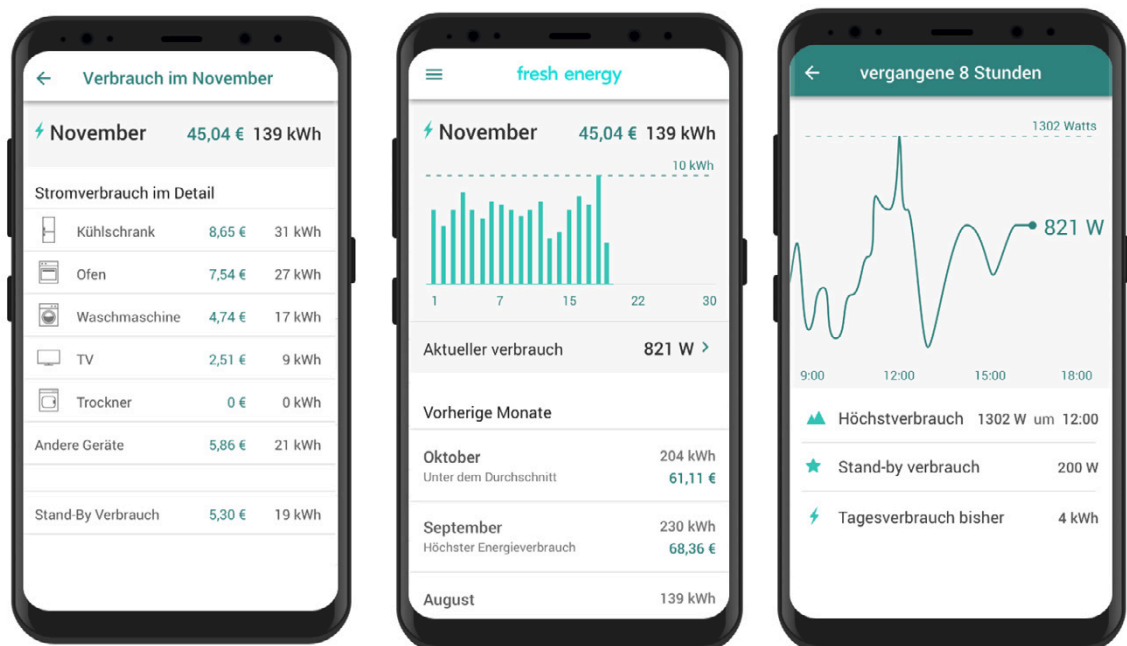 Verbrauch im November
November 45,04 € 139 kWh
Stromverbrauch im Detail
Kühlschrank 8,65 € 31 kWh
Ofen 7,54 € 27 kWh
Waschmaschine 4,74 € 17 kWh
TV 2,51 € 9 kWh
Trockner 0 € 0 kWh
Andere Geräte 5,86 € 21 kWh
Stand-By Verbrauch 5,30 € 19 kWh
fresh energy
November 45,04 € 139 kWh
10 kWh
1 7 15 22 30
Aktueller verbrauch 821 W >
Vorherige Monate
Oktober 204 kWh
Unter dem Durchschnitt 61,11 €
September 230 kWh
Höchster Energieverbrauch 68,36 €
August 139 kWh
vergangene 8 Stunden
1302 Watts
821 W
9:00 12:00 15:00 18:00
Höchstverbrauch 1302 W um 12:00
Stand-by verbrauch 200 W
Tagesverbrauch bisher 4 kWh